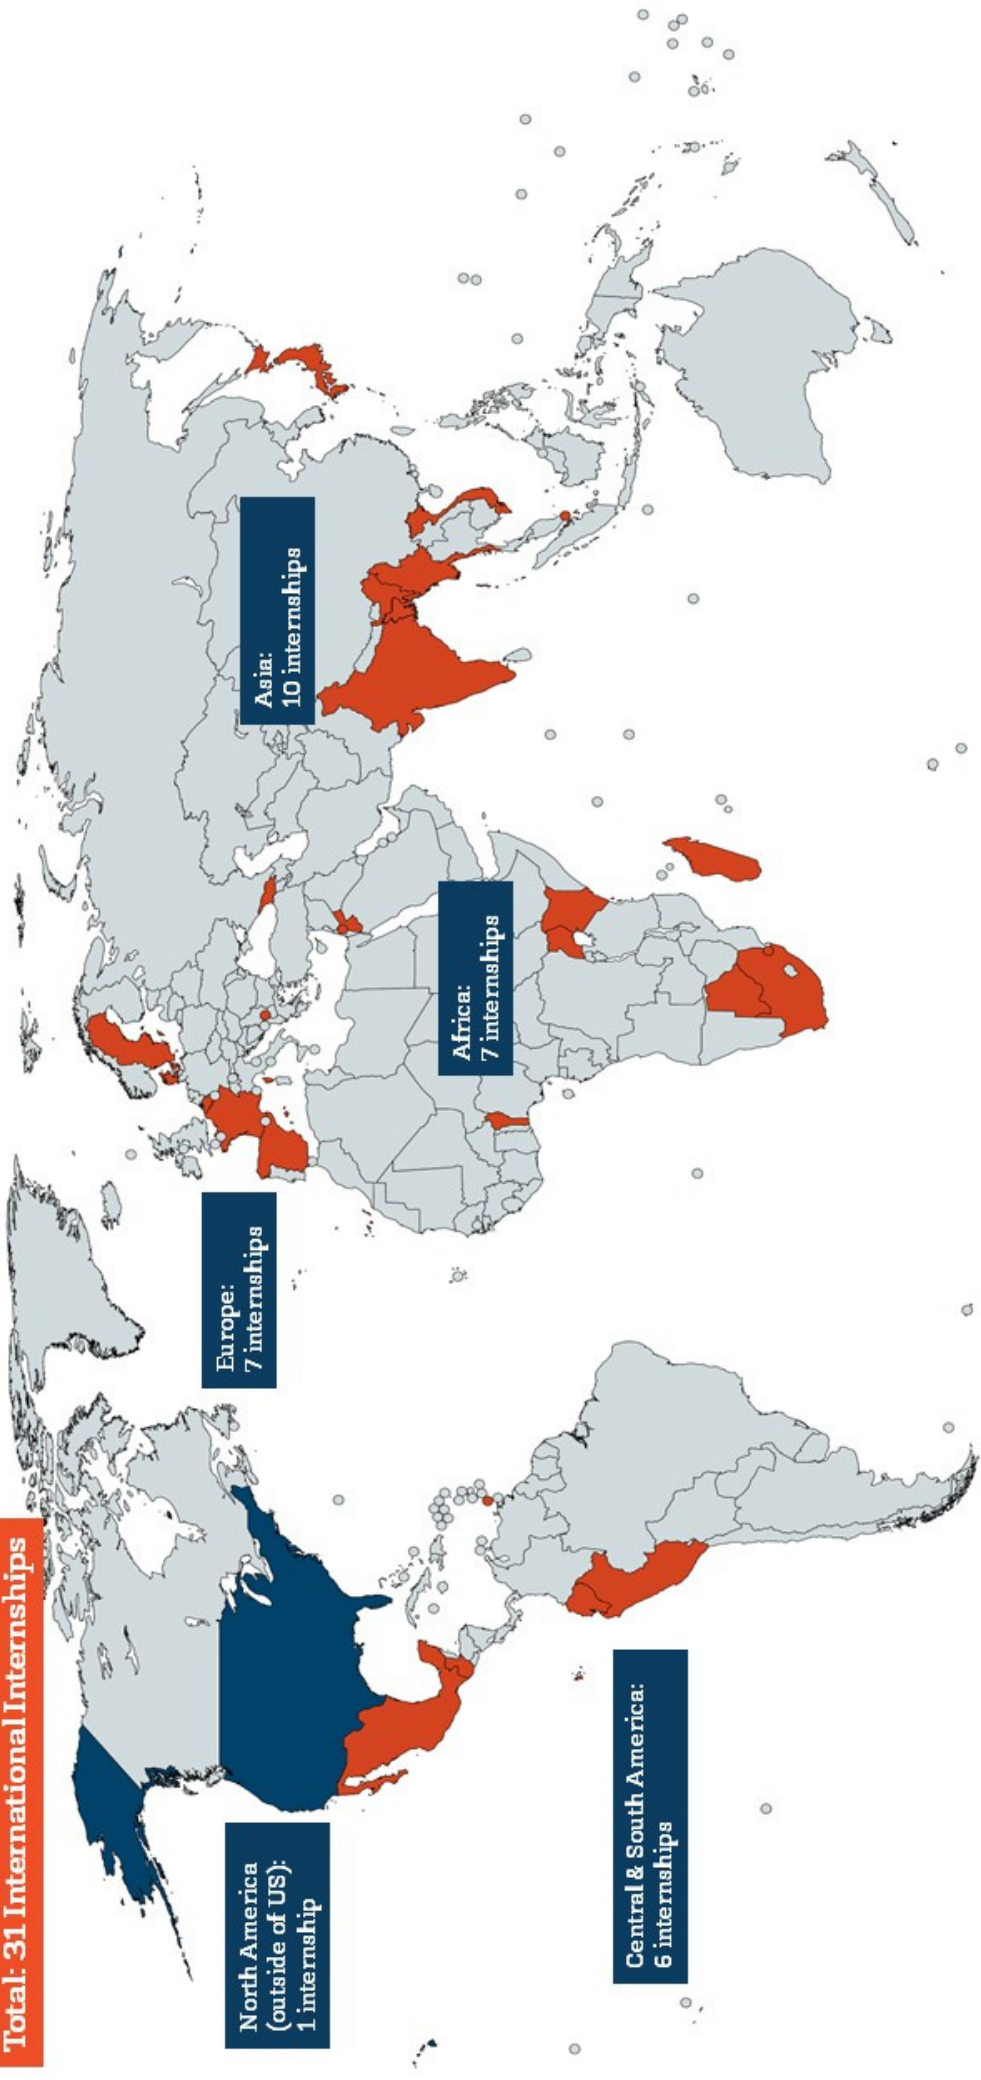 Total: 31 International Internships
North America
(outside of US):
1 internship
Europe:
7 internships
Asia:
10 internships
Africa:
7 internships
Central & South America:
6 internships